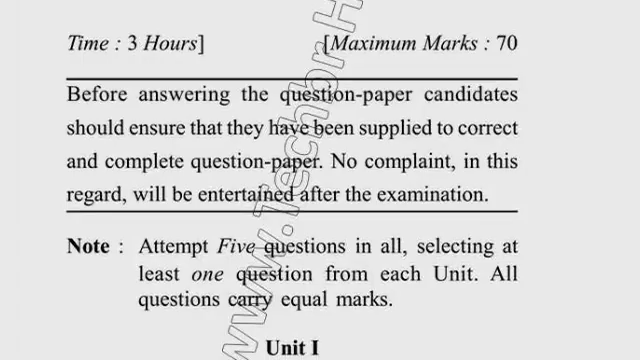 Time : 3 Hours] [Maximum Marks : 70
Before answering the question-paper candidates
should ensure that they have been supplied to correct
and complete question-paper. No complaint, in this
regard, will be entertained after the examination.
Note : Attempt Five questions in all, selecting at
least one question from each Unit. All
questions carry equal marks.
Unit I
www.Techbr H